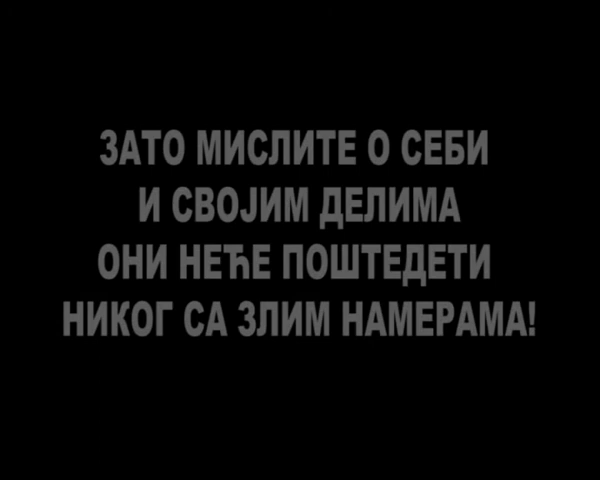 ЗАТО МИСЛИТЕ О СЕБИ
И СВОЈИМ ДЕЛИМА
ОНИ НЕЋЕ ПОШТЕДЕТИ
НИКОГ СА ЗЛИМ НАМЕРАМА!